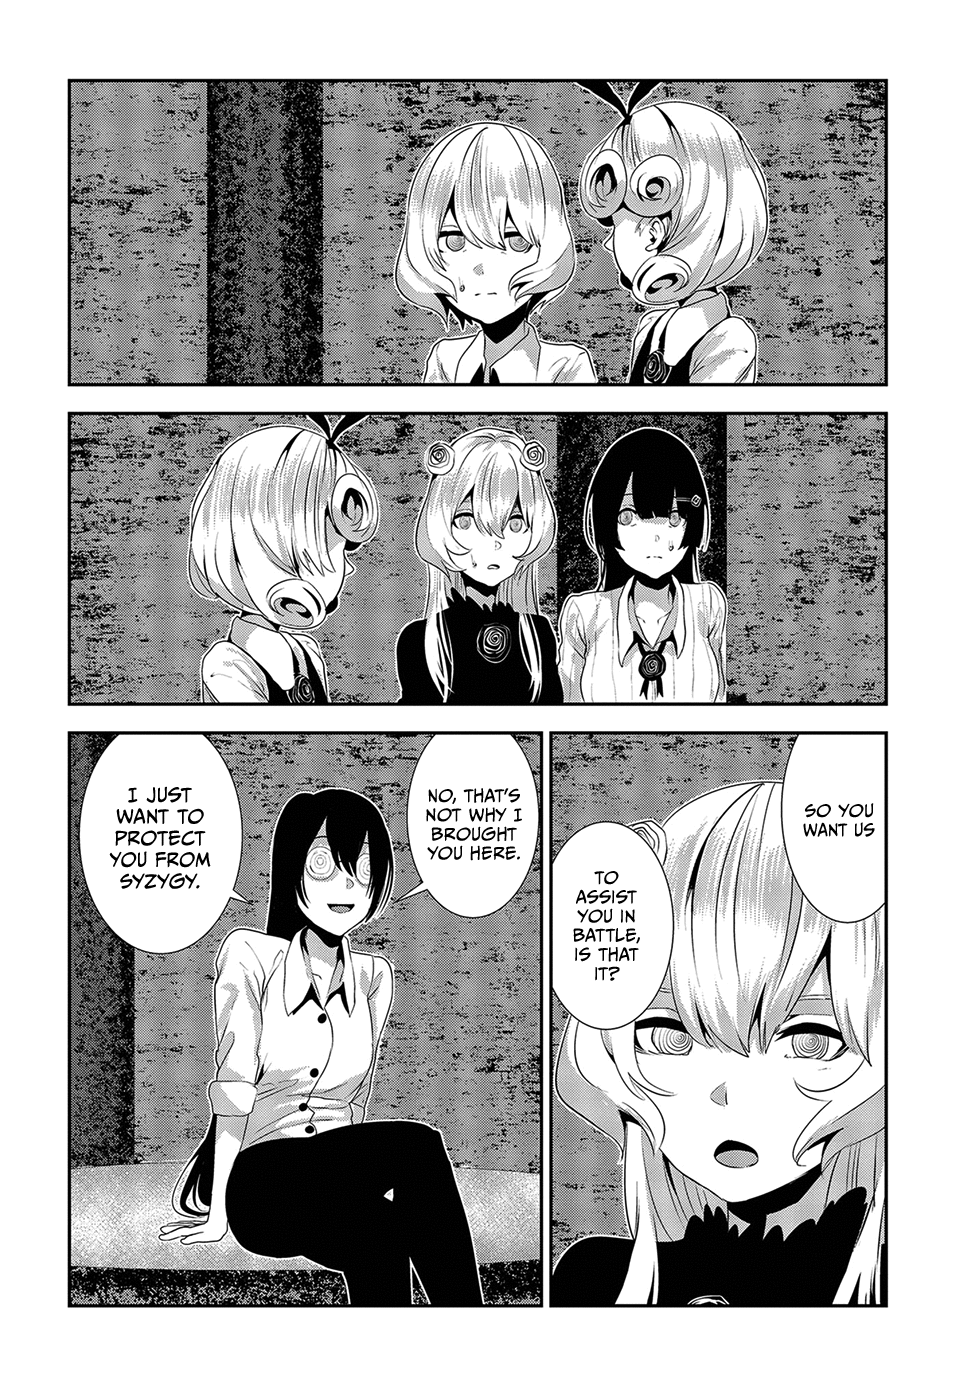 SO YOU
WANT US
TO
ASSIST
YOU IN
BATTLE,
IS THAT
IT?
NO, THAT'S
NOT WHY I
BROUGHT
YOU HERE.
I JUST
WANT TO
PROTECT
YOU FROM
SYZYGY.